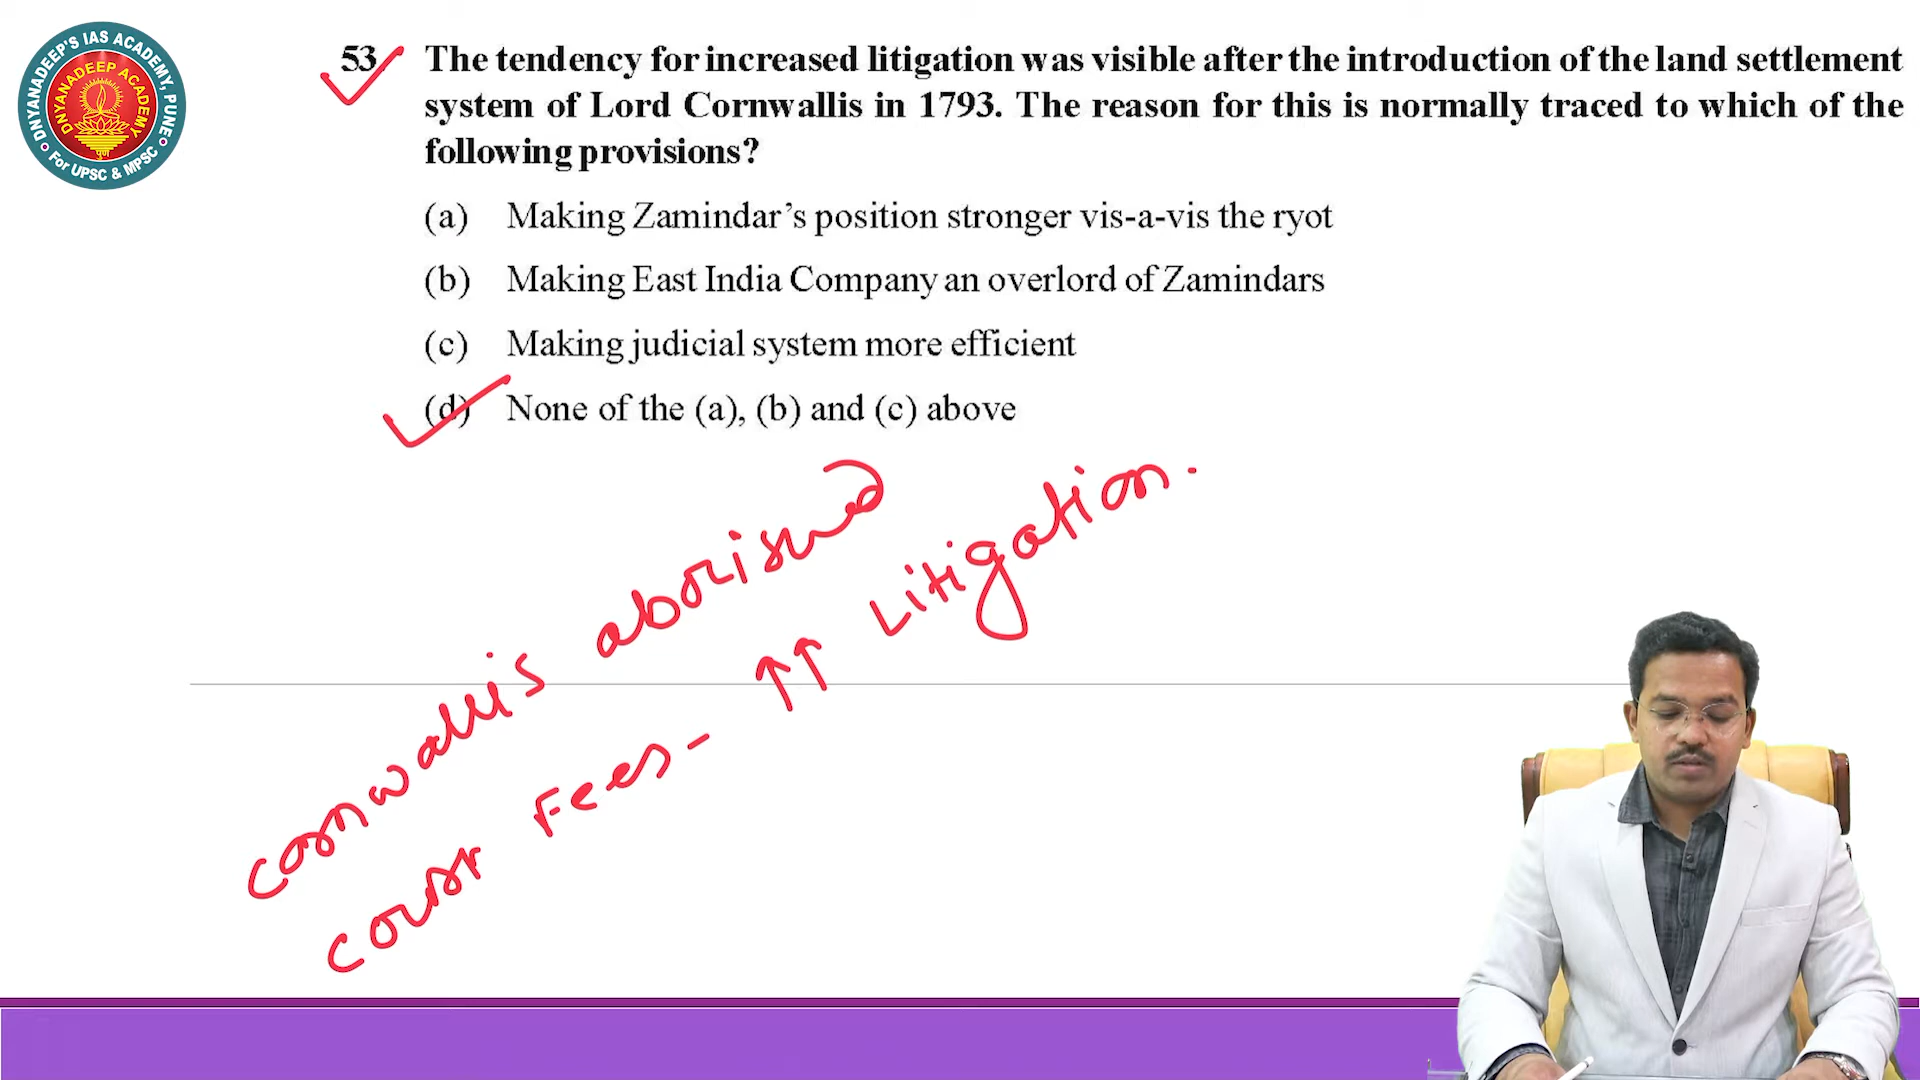 DNYANADEEP'S IAS ACADEMY, PUNE
DNYANADEEP ACADEMY
पुणे
For UPSC & MPSC
53 The tendency for increased litigation was visible after the introduction of the land settlement
system of Lord Cornwallis in 1793. The reason for this is normally traced to which of the
following provisions?
(a) Making Zamindar's position stronger vis-a-vis the ryot
(b) Making East India Company an overlord of Zamindars
(c) Making judicial system more efficient
(d) None of the (a), (b) and (c) above
Cornwallis abolished
Court Fees - ↑↑ Litigation.